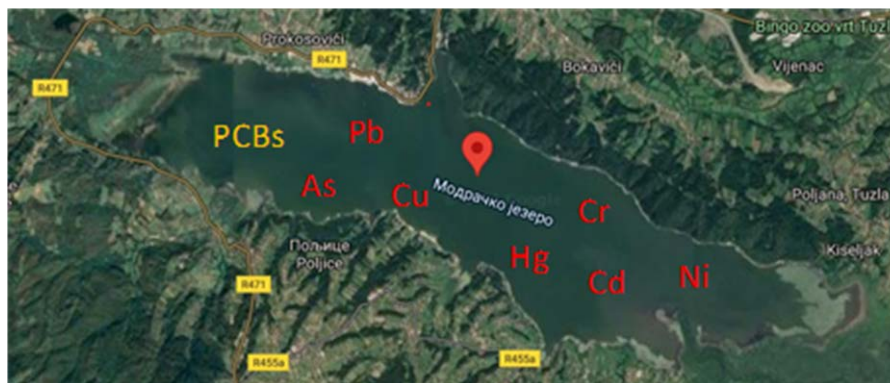 Bingo zoo vrt Tuzl
Prokosovići
R471
Bokavići
Vijenac
R471
PCBs
Pb
As
Cu
Модрачко језеро
Cr
Poljana, Tuzla
Пољице
Poljice
Hg
Kiseljak
R471
Cd
Ni
R455a
R455a